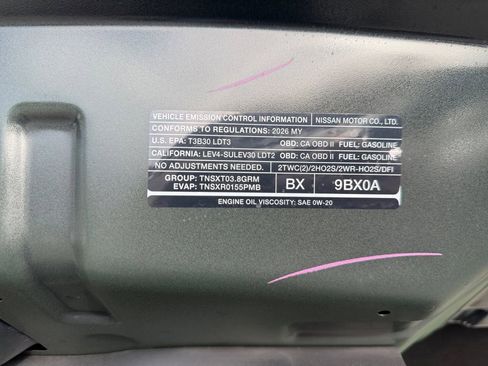 VEHICLE EMISSION CONTROL INFORMATION NISSAN MOTOR CO., LTD.
CONFORMS TO REGULATIONS: 2026 MY
U.S. EPA: T3B30 LDT3 OBD: CA OBD II FUEL: GASOLINE
CALIFORNIA: LEV4-SULEV30 LDT2 OBD: CA OBD II FUEL: GASOLINE
NO ADJUSTMENTS NEEDED. 2TWC(2)/2HO2S/2WR-HO2S/DFI
GROUP: TNSXT03.8GRM
EVAP: TNSXR0155PMB
BX 9BX0A
ENGINE OIL VISCOSITY: SAE 0W-20